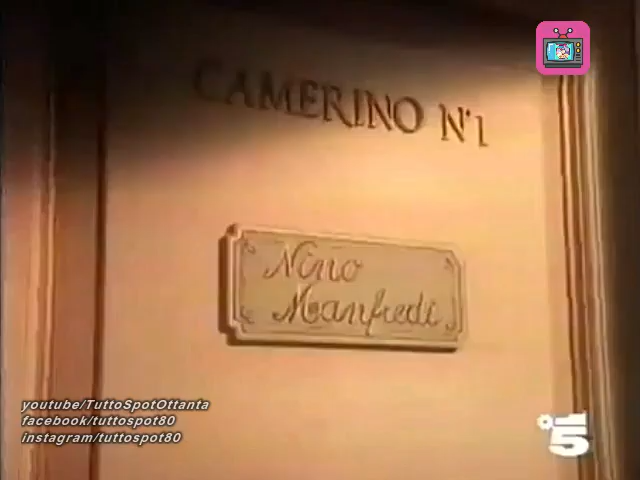 CAMERINO N°1
Nino
Manfredi
youtube/TuttoSpotOttanta
facebook/tuttospot80
instagram/tuttospot80
5